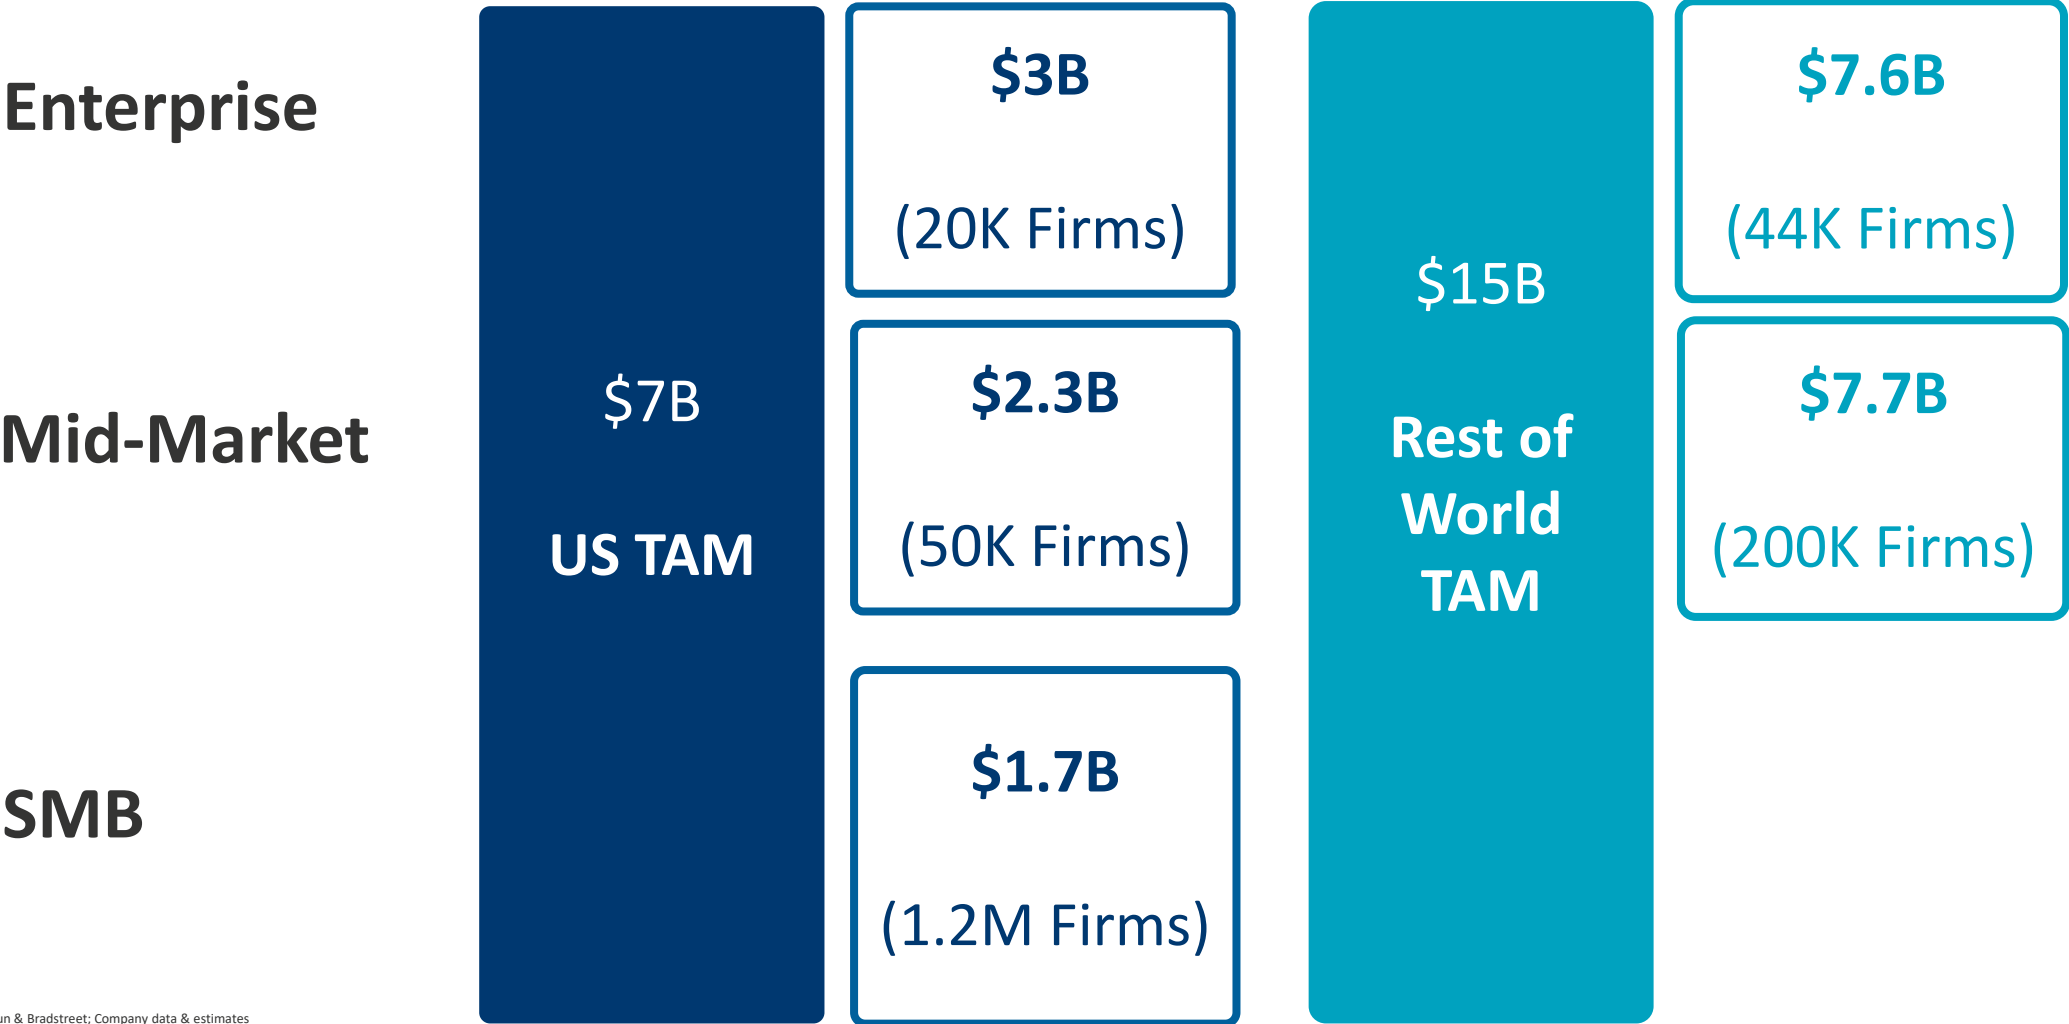 Enterprise
Mid-Market
SMB
$7B
US TAM
$3B
(20K Firms)
$2.3B
(50K Firms)
$1.7B
(1.2M Firms)
$15B
Rest of
World
TAM
$7.6B
(44K Firms)
$7.7B
(200K Firms)
& Bradstreet; Company data & estimates